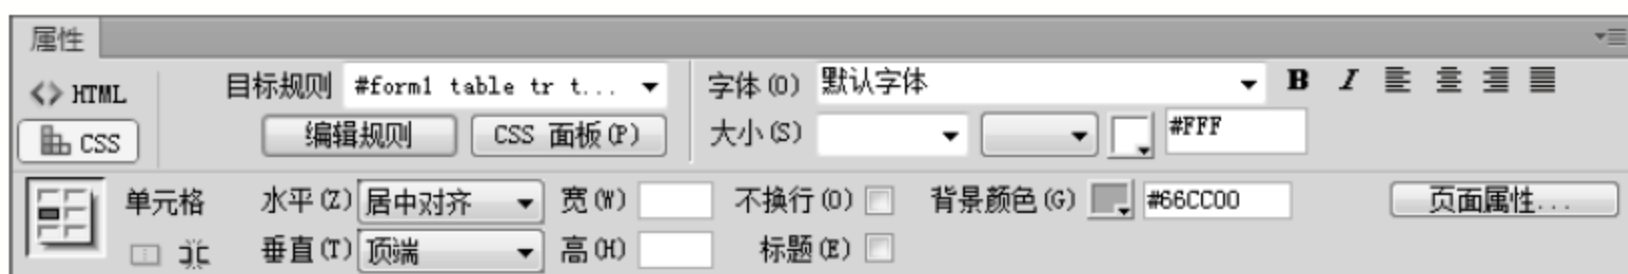 属性
HTML 目标规则 #form1 table tr t... 字体(O) 默认字体 B I
CSS 编辑规则 CSS 面板(P) 大小(S) #FFF
单元格 水平(Z) 居中对齐 宽(W) 不换行(O) 背景颜色(G) #66CC00 页面属性...
垂直(T) 顶端 高(H) 标题(E)